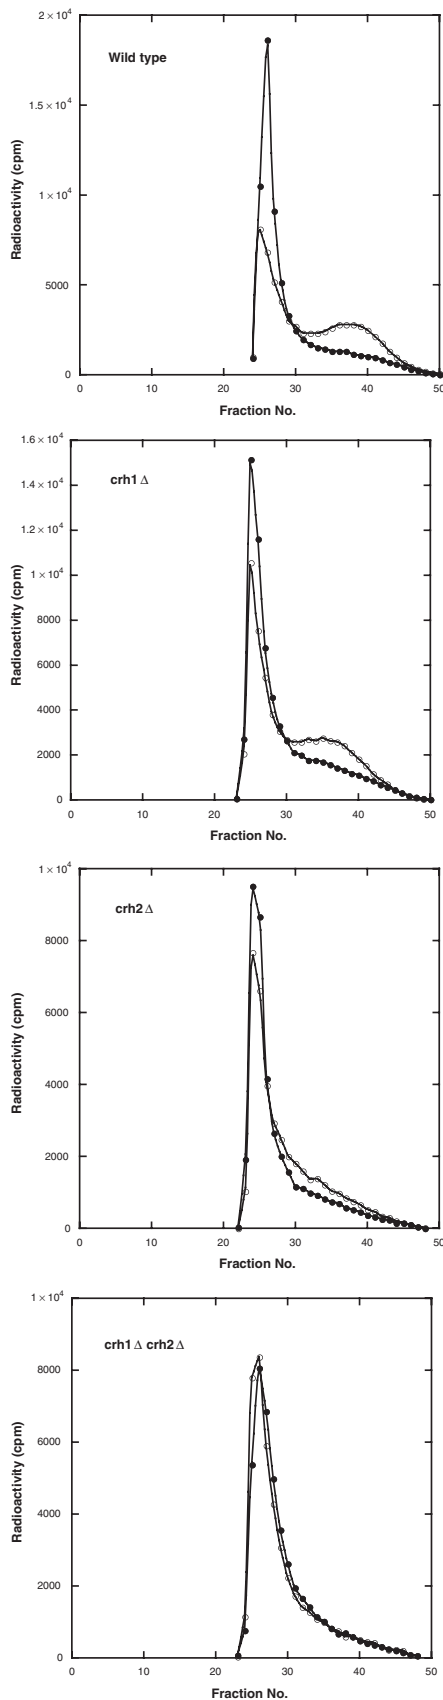 2 × 10⁴
Wild type
1.5 × 10⁴
1 × 10⁴
5000
0
Radioactivity (cpm)
0 10 20 30 40 50
Fraction No.
1.6 × 10⁴
crh1 Δ
1.4 × 10⁴
1.2 × 10⁴
1 × 10⁴
8000
6000
4000
2000
0
Radioactivity (cpm)
0 10 20 30 40 50
Fraction No.
1 × 10⁴
crh2 Δ
8000
6000
4000
2000
0
Radioactivity (cpm)
0 10 20 30 40 50
Fraction No.
1 × 10⁴
crh1 Δ crh2 Δ
8000
6000
4000
2000
0
Radioactivity (cpm)
0 10 20 30 40 50
Fraction No.